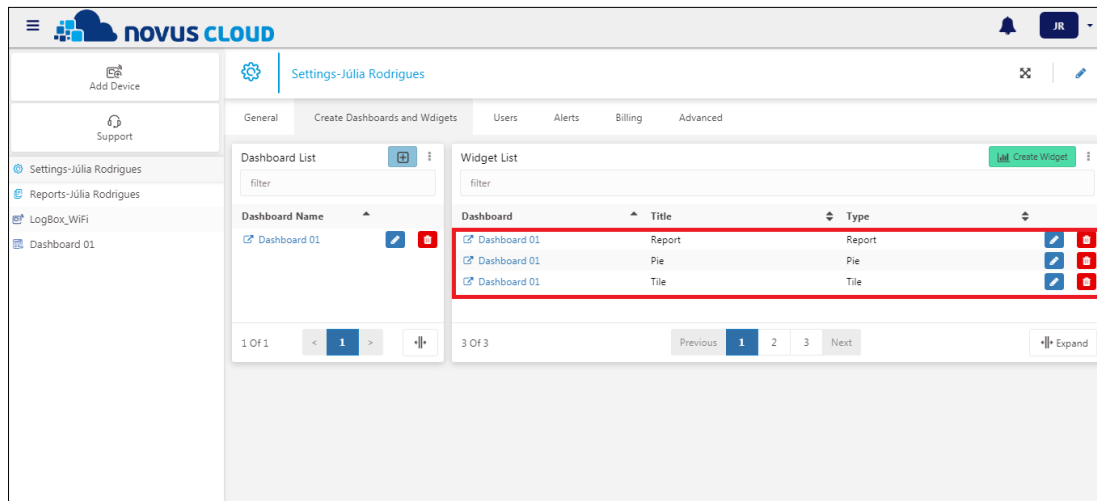 NOVUS CLOUD
JR
Add Device
Support
Settings-Júlia Rodrigues
Reports-Júlia Rodrigues
LogBox_WiFi
Dashboard 01
Settings-Júlia Rodrigues
General Create Dashboards and Wdigets Users Alerts Billing Advanced
Dashboard List
filter
Dashboard Name
Dashboard 01
1 Of 1 < 1 >
Widget List Create Widget
filter
Dashboard Title Type
Dashboard 01 Report Report
Dashboard 01 Pie Pie
Dashboard 01 Tile Tile
3 Of 3 Previous 1 2 3 Next Expand